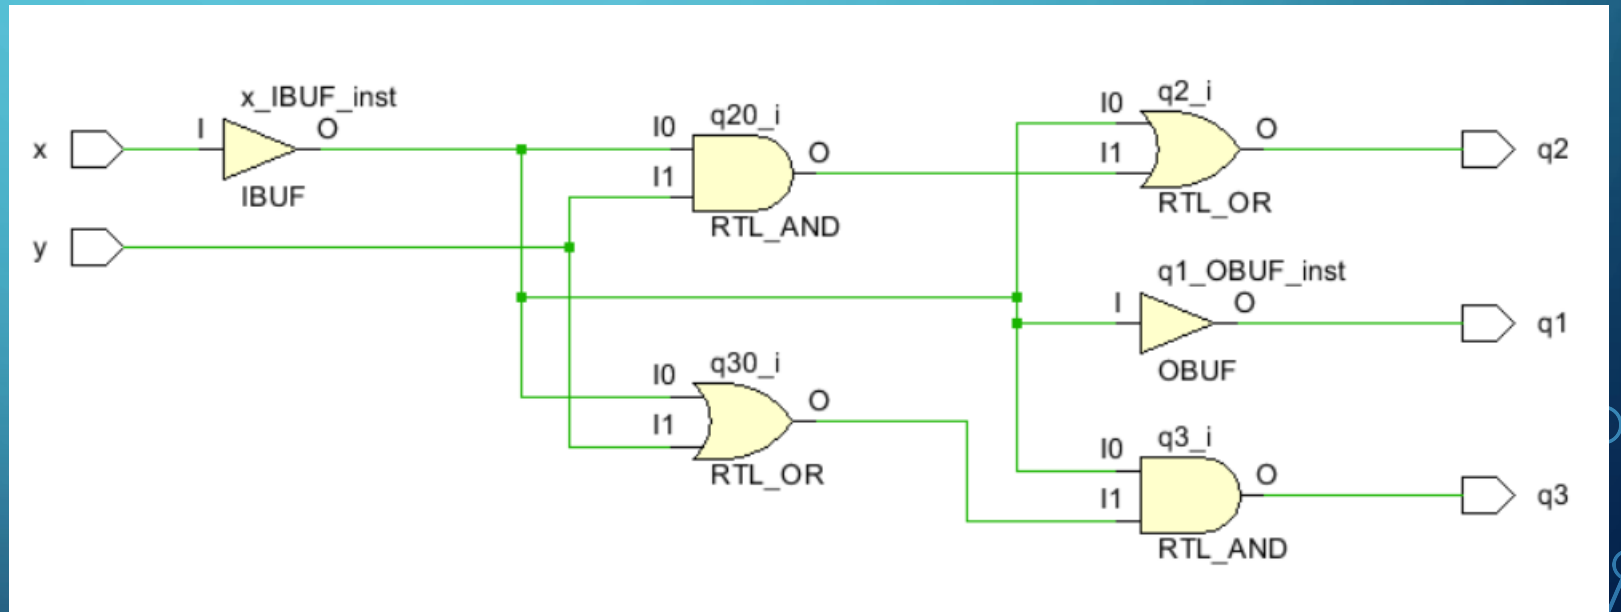 x_IBUF_inst
x
I
O
IBUF
y
q20_i
I0
I1
O
RTL_AND
q30_i
I0
I1
O
RTL_OR
q2_i
I0
I1
O
RTL_OR
q2
q1_OBUF_inst
I
O
OBUF
q1
q3_i
I0
I1
O
RTL_AND
q3